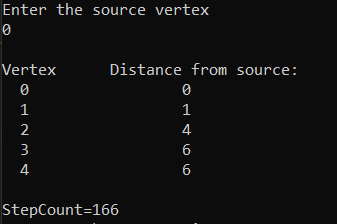 Enter the source vertex
0
Vertex Distance from source:
0 0
1 1
2 4
3 6
4 6
StepCount=166